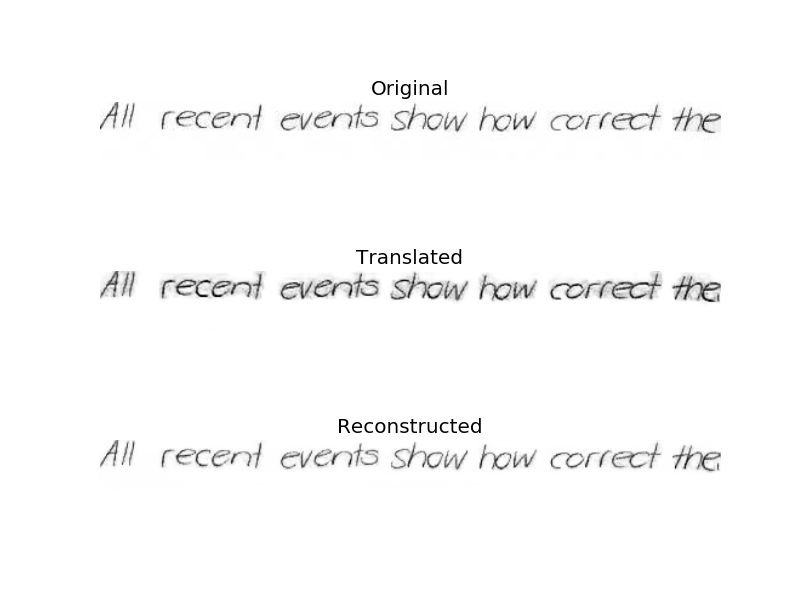 Original
All recent events show how correct the
Translated
All recent events show how correct the
Reconstructed
All recent events show how correct the